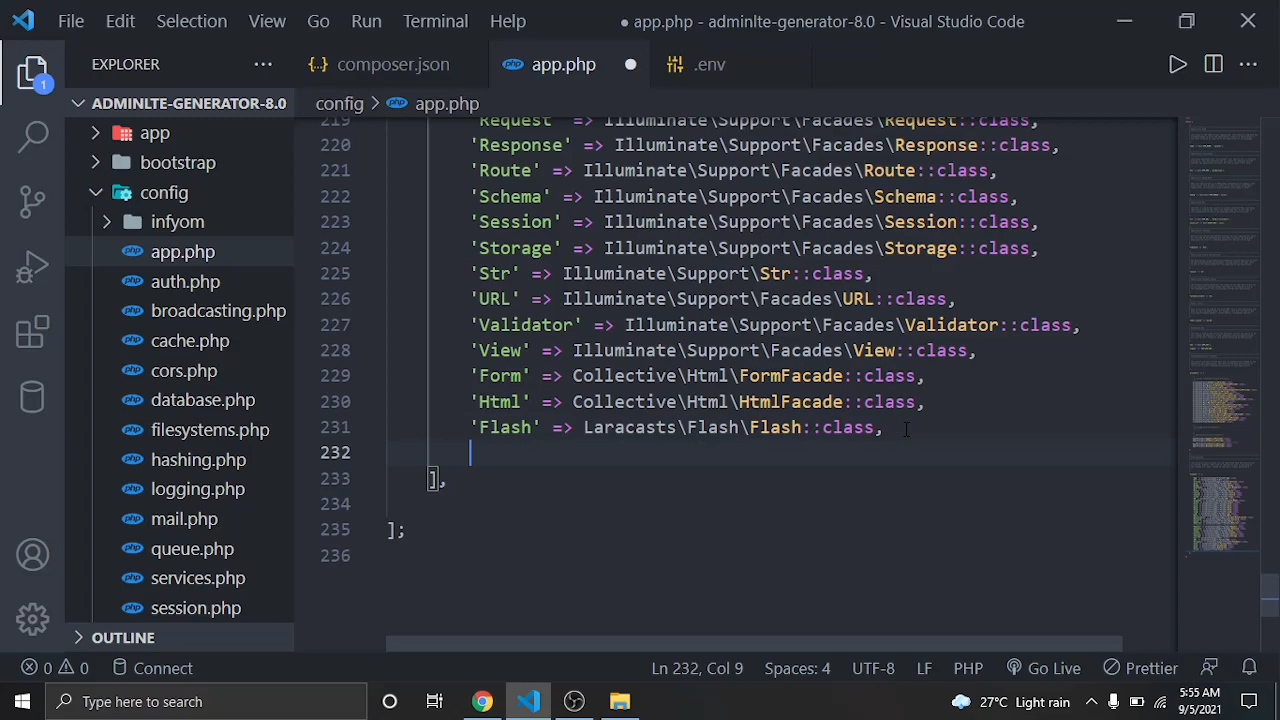 File Edit Selection View Go Run Terminal Help
● app.php - adminlte-generator-8.0 - Visual Studio Code
EXPLORER
composer.json app.php .env
ADMINLTE-GENERATOR-8.0
config > app.php
1
app
bootstrap
config
infyom
app.php
auth.php
broadcasting.php
cache.php
cors.php
database.php
filesystems.php
hashing.php
logging.php
mail.php
queue.php
services.php
session.php
OUTLINE
219 'Request' => Illuminate\Support\Facades\Request::class,
220 'Response' => Illuminate\Support\Facades\Response::class,
221 'Route' => Illuminate\Support\Facades\Route::class,
222 'Schema' => Illuminate\Support\Facades\Schema::class,
223 'Session' => Illuminate\Support\Facades\Session::class,
224 'Storage' => Illuminate\Support\Facades\Storage::class,
225 'Str' => Illuminate\Support\Str::class,
226 'URL' => Illuminate\Support\Facades\URL::class,
227 'Validator' => Illuminate\Support\Facades\Validator::class,
228 'View' => Illuminate\Support\Facades\View::class,
229 'Form' => Collective\Html\FormFacade::class,
230 'Html' => Collective\Html\HtmlFacade::class,
231 'Flash' => Laracasts\Flash\Flash::class,
232
233 ],
234
235 ];
236
0 0 Connect Ln 232, Col 9 Spaces: 4 UTF-8 LF PHP Go Live Prettier
Type here to search
27°C Light rain
5:55 AM
9/5/2021